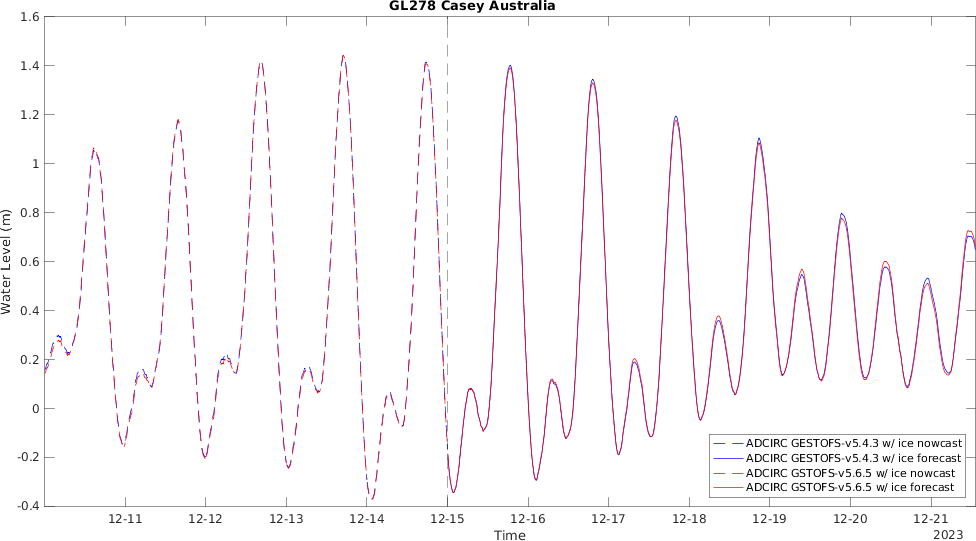 GL278 Casey Australia
1.6
1.4
1.2
1
0.8
0.6
0.4
0.2
0
-0.2
-0.4
Water Level (m)
ADCIRC GESTOFS-v5.4.3 w/ ice nowcast
ADCIRC GESTOFS-v5.4.3 w/ ice forecast
ADCIRC GSTOFS-v5.6.5 w/ ice nowcast
ADCIRC GSTOFS-v5.6.5 w/ ice forecast
12-11 12-12 12-13 12-14 12-15 12-16 12-17 12-18 12-19 12-20 12-21
Time
2023